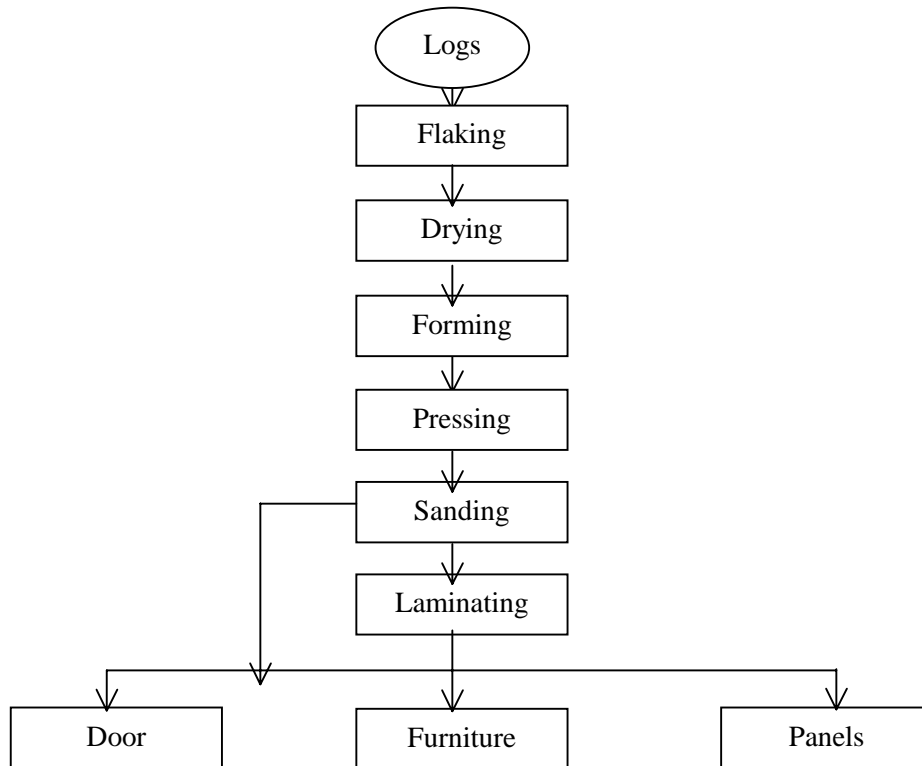 Logs
Flaking
Drying
Forming
Pressing
Sanding
Laminating
Door
Furniture
Panels